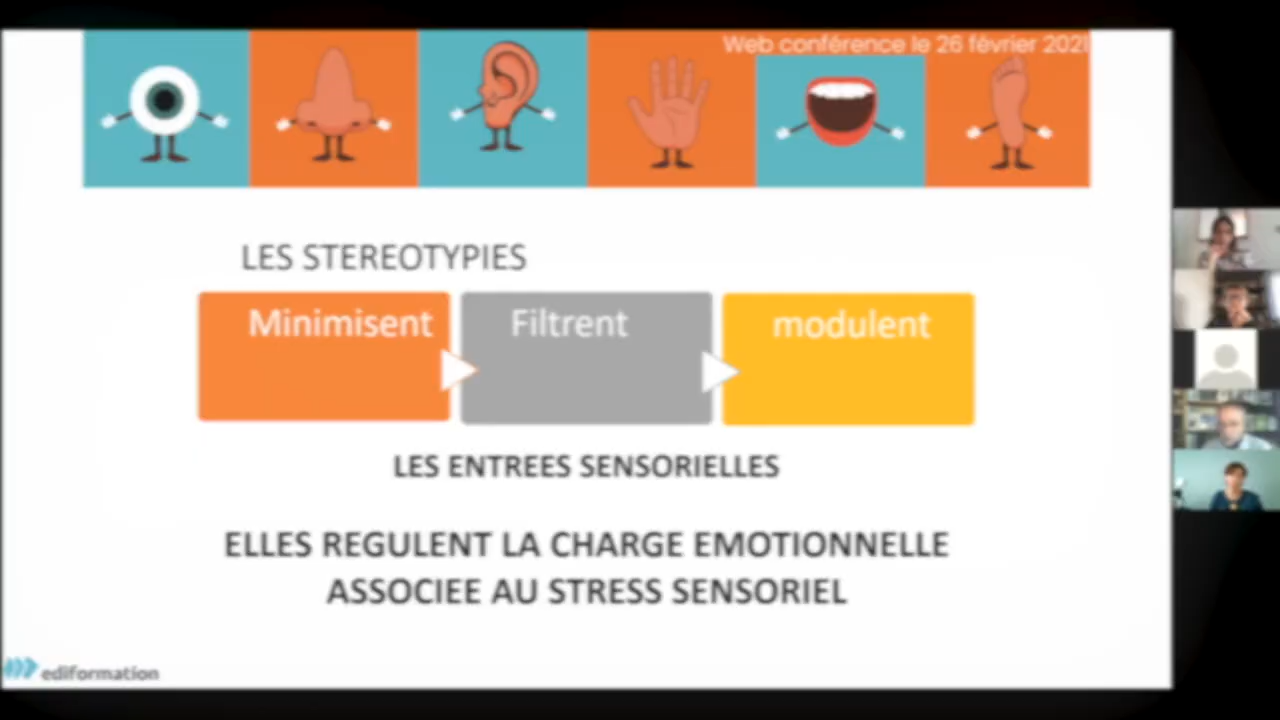 Web conférence le 26 février 2021
LES STEREOTYPIES
Minimisent
Filtrent
modulent
LES ENTREES SENSORIELLES
ELLES REGULENT LA CHARGE EMOTIONNELLE
ASSOCIEE AU STRESS SENSORIEL
ediformation